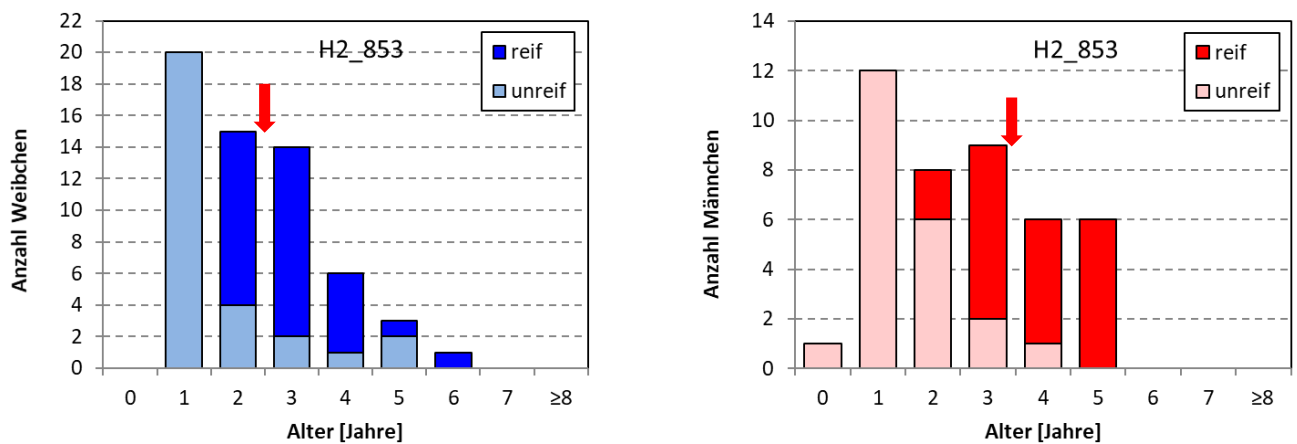 H2_853
reif
unreif
22
20
18
16
14
12
10
8
6
4
2
0
Anzahl Weibchen
0 1 2 3 4 5 6 7 ≥8
Alter [Jahre]
H2_853
reif
unreif
14
12
10
8
6
4
2
0
Anzahl Männchen
0 1 2 3 4 5 6 7 ≥8
Alter [Jahre]